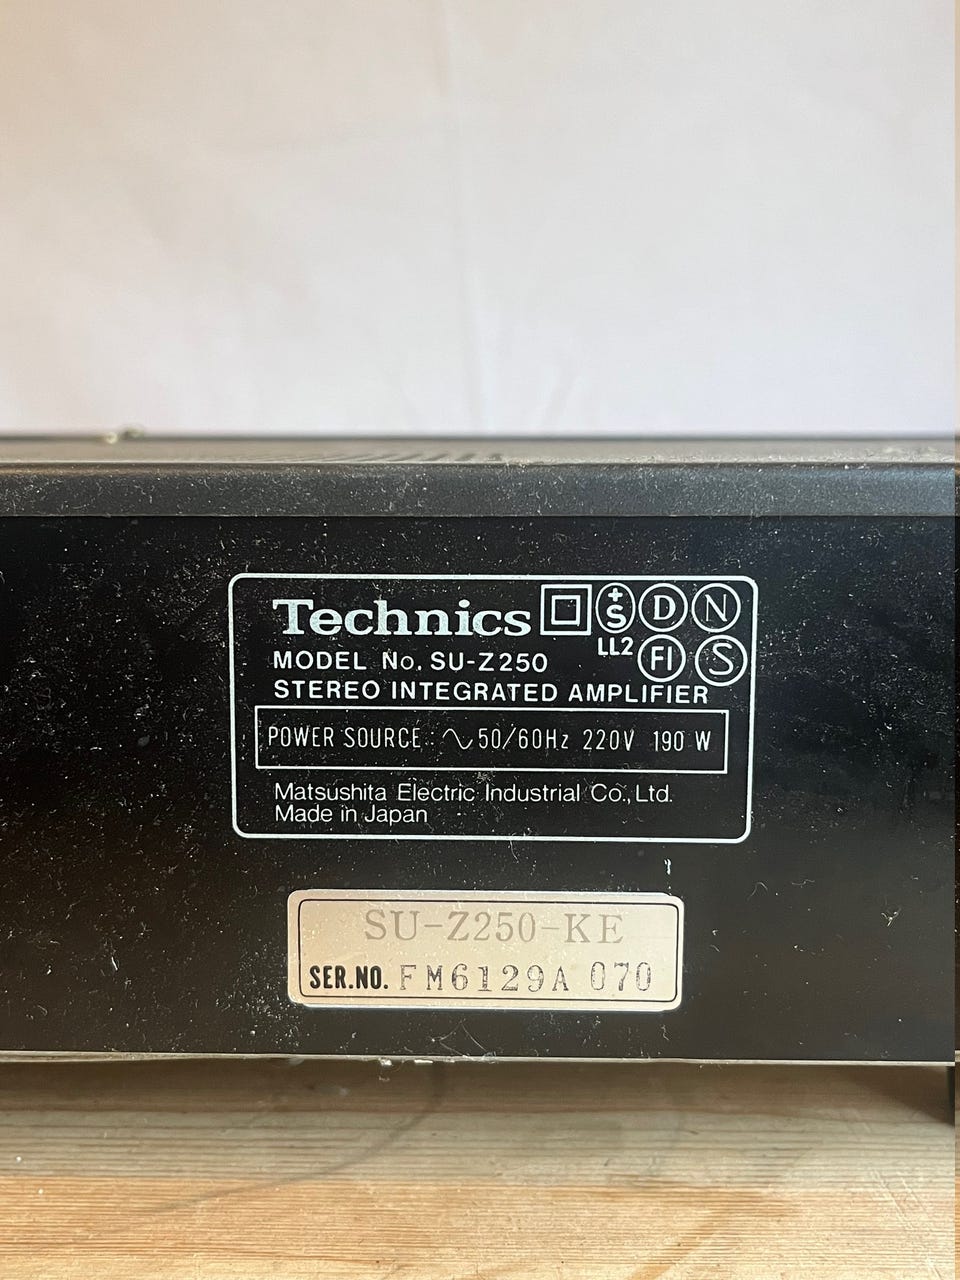 Technics
+S D N
LL2 FI S
MODEL No. SU-Z250
STEREO INTEGRATED AMPLIFIER
POWER SOURCE: ∿50/60Hz 220V 190 W
Matsushita Electric Industrial Co., Ltd.
Made in Japan
SU-Z250-KE
SER.NO. FM6129A 070